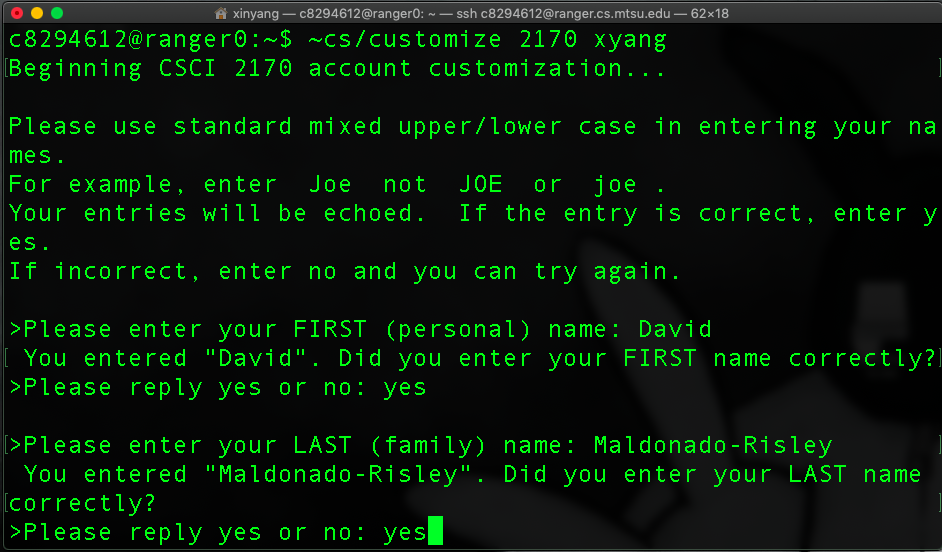 xinyang — c8294612@ranger0: ~ — ssh c8294612@ranger.cs.mtsu.edu — 62×18
c8294612@ranger0:~$ ~cs/customize 2170 xyang
[Beginning CSCI 2170 account customization... ]
Please use standard mixed upper/lower case in entering your na
mes.
For example, enter  Joe  not  JOE  or  joe .
Your entries will be echoed.  If the entry is correct, enter y
es.
If incorrect, enter no and you can try again.
>Please enter your FIRST (personal) name: David
[ You entered "David". Did you enter your FIRST name correctly?]
>Please reply yes or no: yes
[>Please enter your LAST (family) name: Maldonado-Risley ]
 You entered "Maldonado-Risley". Did you enter your LAST name
[correctly? ]
>Please reply yes or no: yes